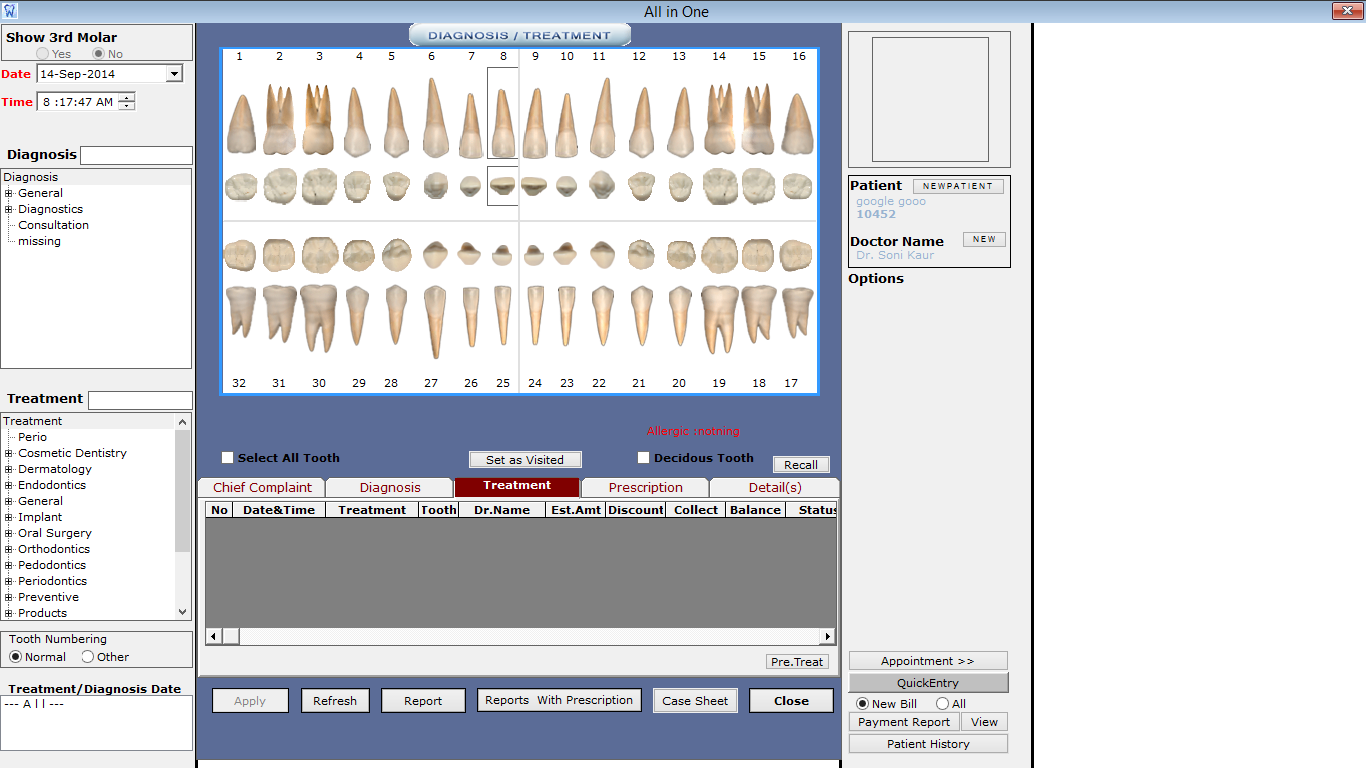 All in One
Show 3rd Molar
Yes No
Date 14-Sep-2014
Time 8 :17:47 AM
Diagnosis
Diagnosis
General
Diagnostics
Consultation
missing
Treatment
Treatment
Perio
Cosmetic Dentistry
Dermatology
Endodontics
General
Implant
Oral Surgery
Orthodontics
Pedodontics
Periodontics
Preventive
Products
Tooth Numbering
Normal Other
Treatment/Diagnosis Date
--- A l l ---
DIAGNOSIS / TREATMENT
1 2 3 4 5 6 7 8 9 10 11 12 13 14 15 16
32 31 30 29 28 27 26 25 24 23 22 21 20 19 18 17
Allergic :notning
Select All Tooth Set as Visited Decidous Tooth Recall
Chief Complaint Diagnosis Treatment Prescription Detail(s)
No Date&Time Treatment Tooth Dr.Name Est.Amt Discount Collect Balance Status
Pre.Treat
Apply Refresh Report Reports With Prescription Case Sheet Close
Patient NEWPATIENT
google gooo
10452
Doctor Name NEW
Dr. Soni Kaur
Options
Appointment >>
QuickEntry
New Bill All
Payment Report View
Patient History